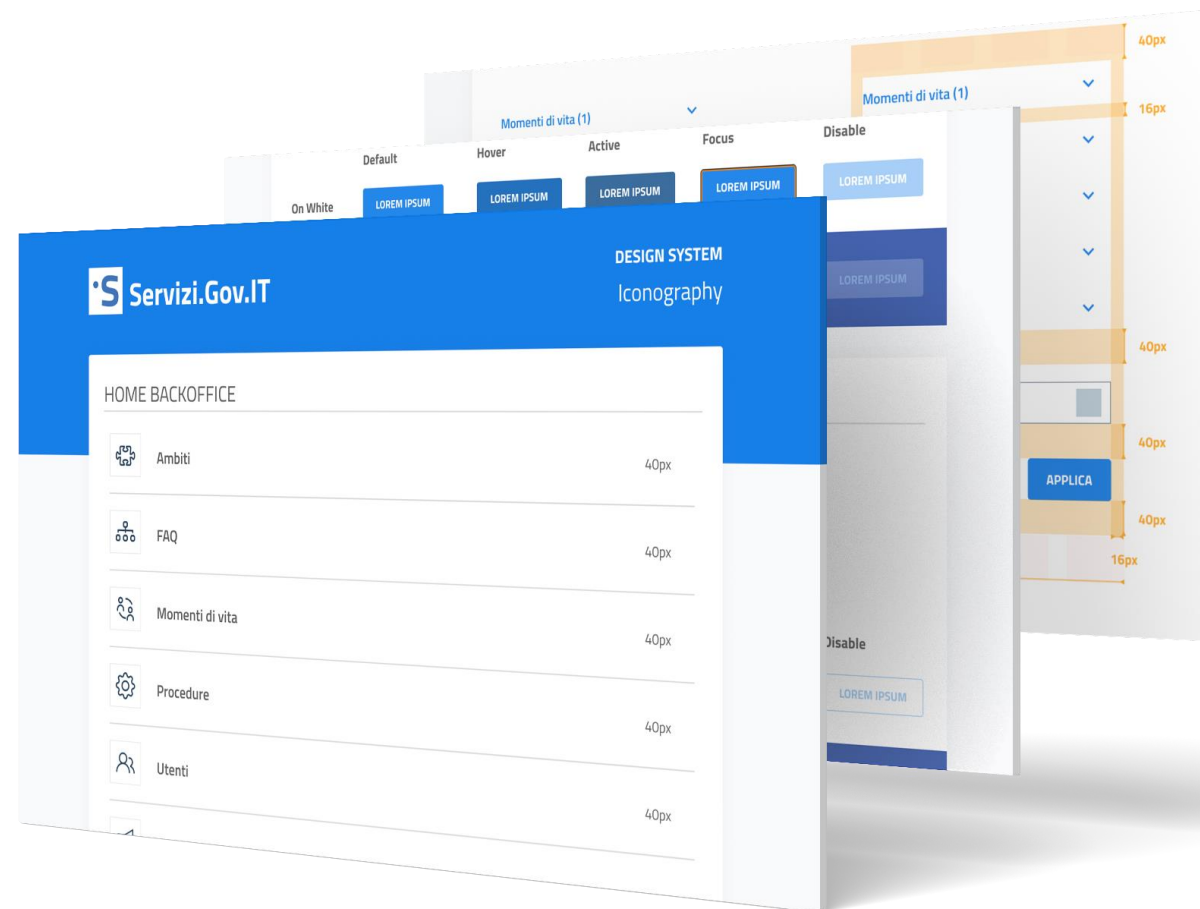 40px
Momenti di vita (1)
16px
Momenti di vita (1)
Default
Hover
Active
Focus
Disable
On White
LOREM IPSUM
LOREM IPSUM
LOREM IPSUM
LOREM IPSUM
LOREM IPSUM
LOREM IPSUM
40px
40px
APPLICA
40px
16px
Disable
LOREM IPSUM
·S Servizi.Gov.IT
DESIGN SYSTEM
Iconography
HOME BACKOFFICE
Ambiti 40px
FAQ 40px
Momenti di vita 40px
Procedure 40px
Utenti 40px